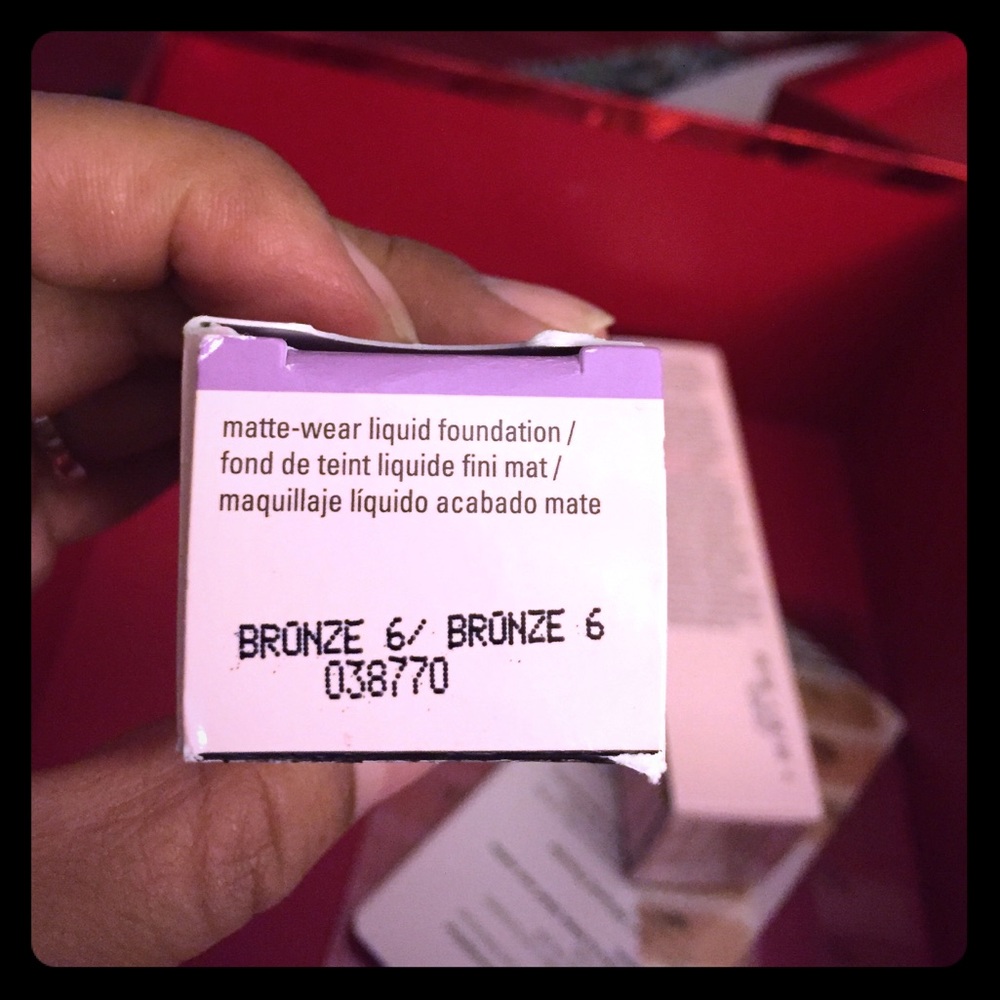 matte-wear liquid foundation /
fond de teint liquide fini mat /
maquillaje líquido acabado mate
BRONZE 6/ BRONZE 6
038770